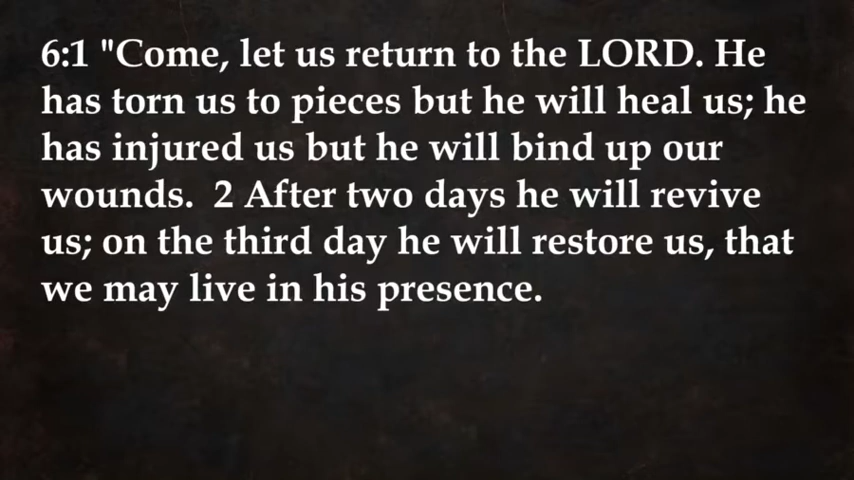 6:1 "Come, let us return to the LORD. He
has torn us to pieces but he will heal us; he
has injured us but he will bind up our
wounds.  2 After two days he will revive
us; on the third day he will restore us, that
we may live in his presence.